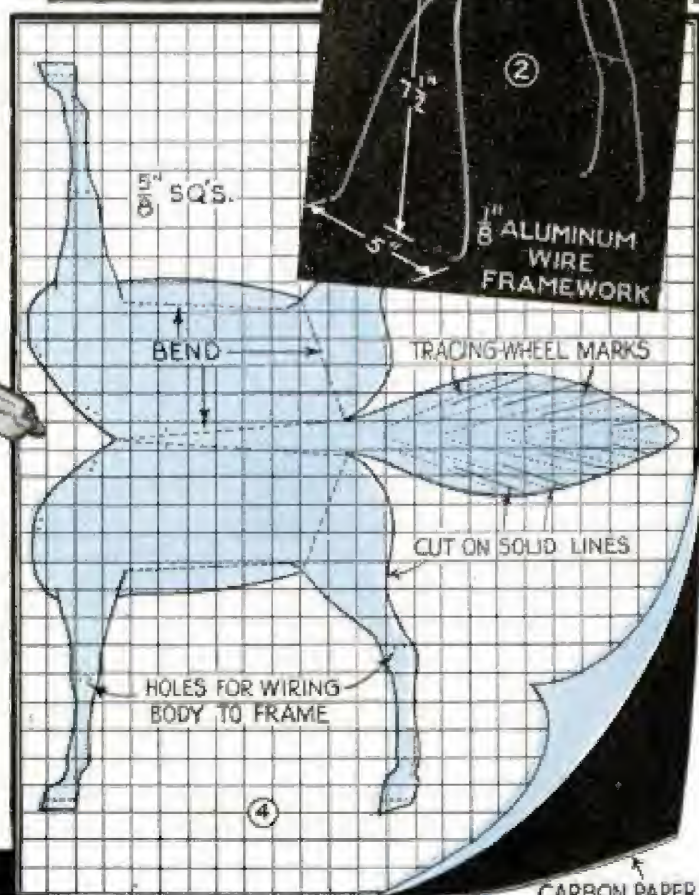 7 1/2"
②
5"
1/8" ALUMINUM
WIRE
FRAMEWORK
5/8" SQ'S.
BEND
TRACING-WHEEL MARKS
CUT ON SOLID LINES
HOLES FOR WIRING
BODY TO FRAME
④
CARBON PAPER